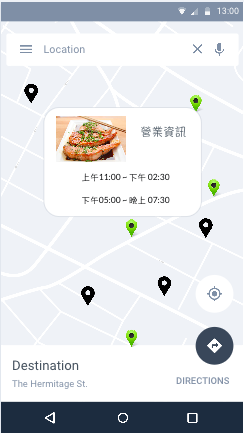 13:00
Location
營業資訊
上午11:00 ~ 下午 02:30
下午05:00 ~ 晚上 07:30
Destination
The Hermitage St.
DIRECTIONS